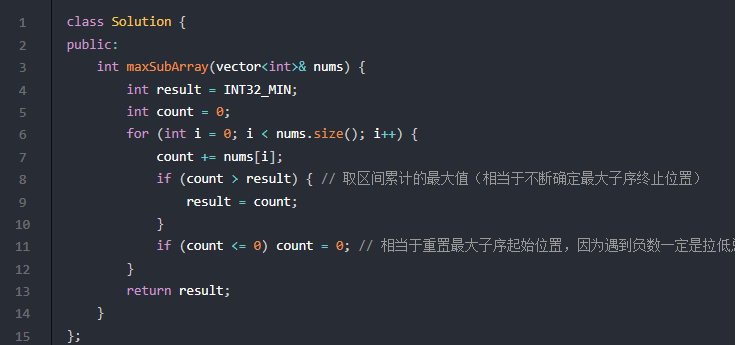 1 class Solution {
2 public:
3     int maxSubArray(vector<int>& nums) {
4         int result = INT32_MIN;
5         int count = 0;
6         for (int i = 0; i < nums.size(); i++) {
7             count += nums[i];
8             if (count > result) { // 取区间累计的最大值（相当于不断确定最大子序终止位置）
9                 result = count;
10             }
11             if (count <= 0) count = 0; // 相当于重置最大子序起始位置，因为遇到负数一定是拉低
12         }
13         return result;
14     }
15 };